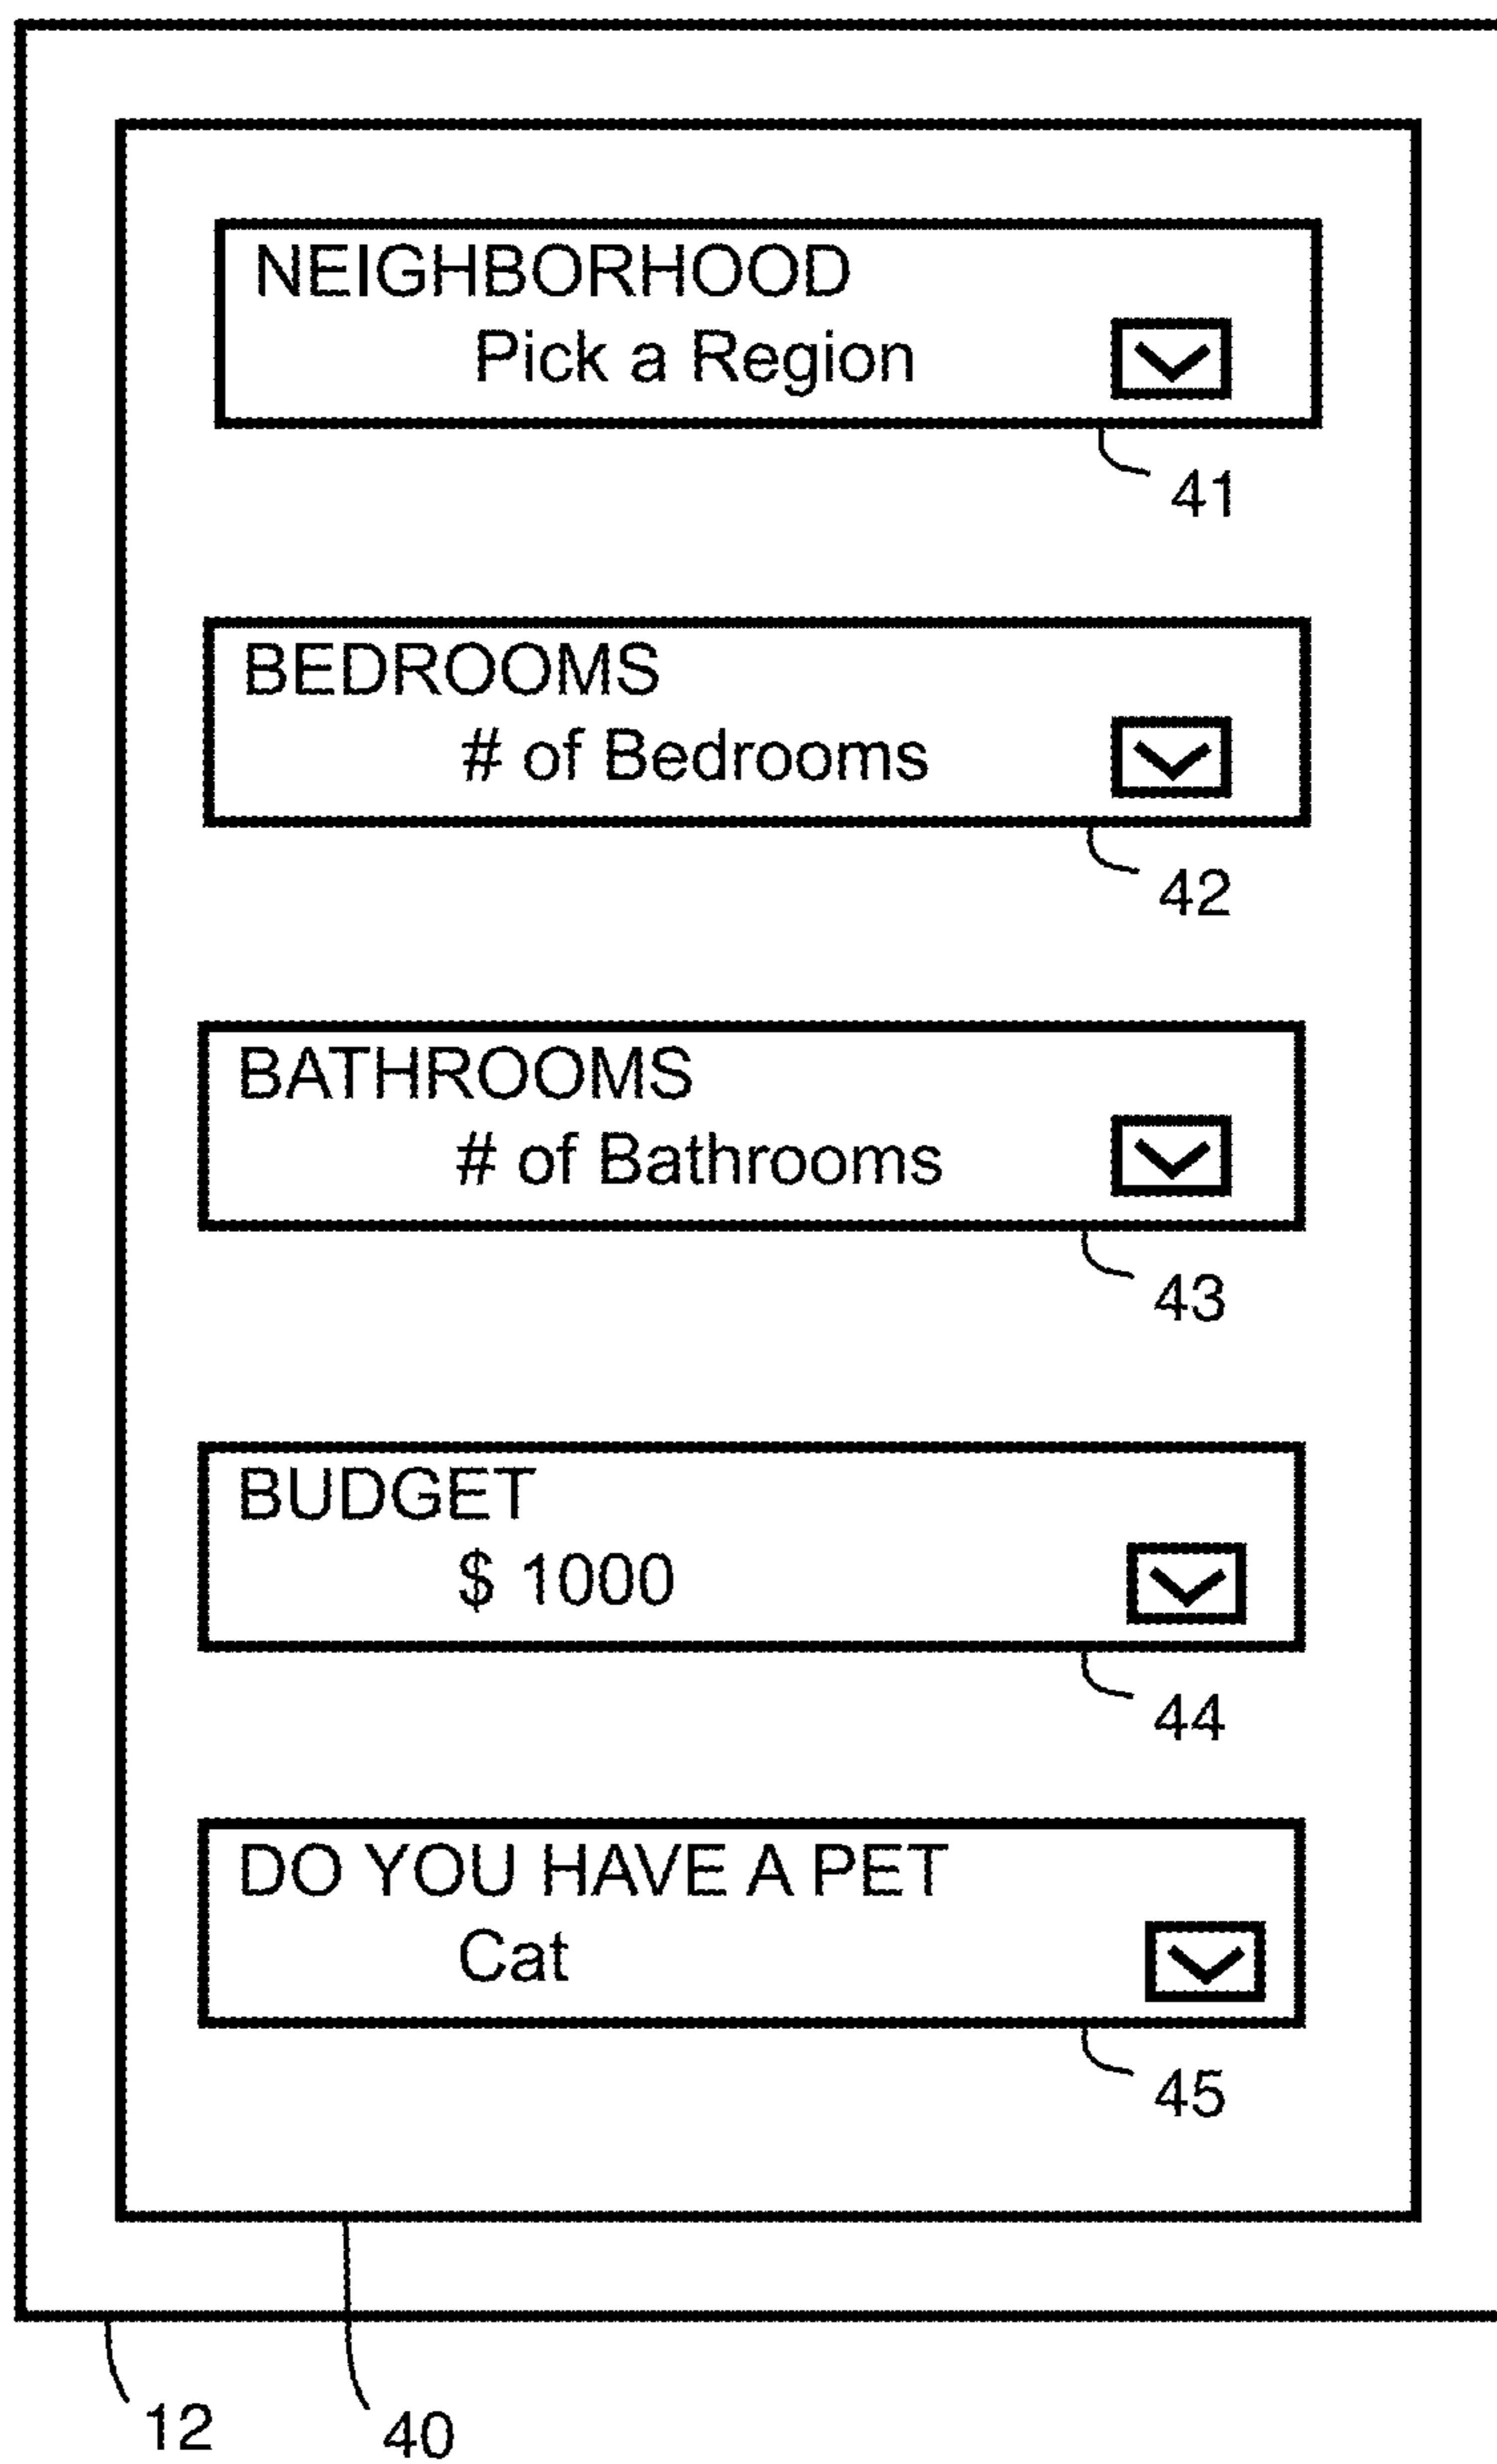 NEIGHBORHOOD
Pick a Region
41
BEDROOMS
# of Bedrooms
42
BATHROOMS
# of Bathrooms
43
BUDGET
$ 1000
44
DO YOU HAVE A PET
Cat
45
12
40